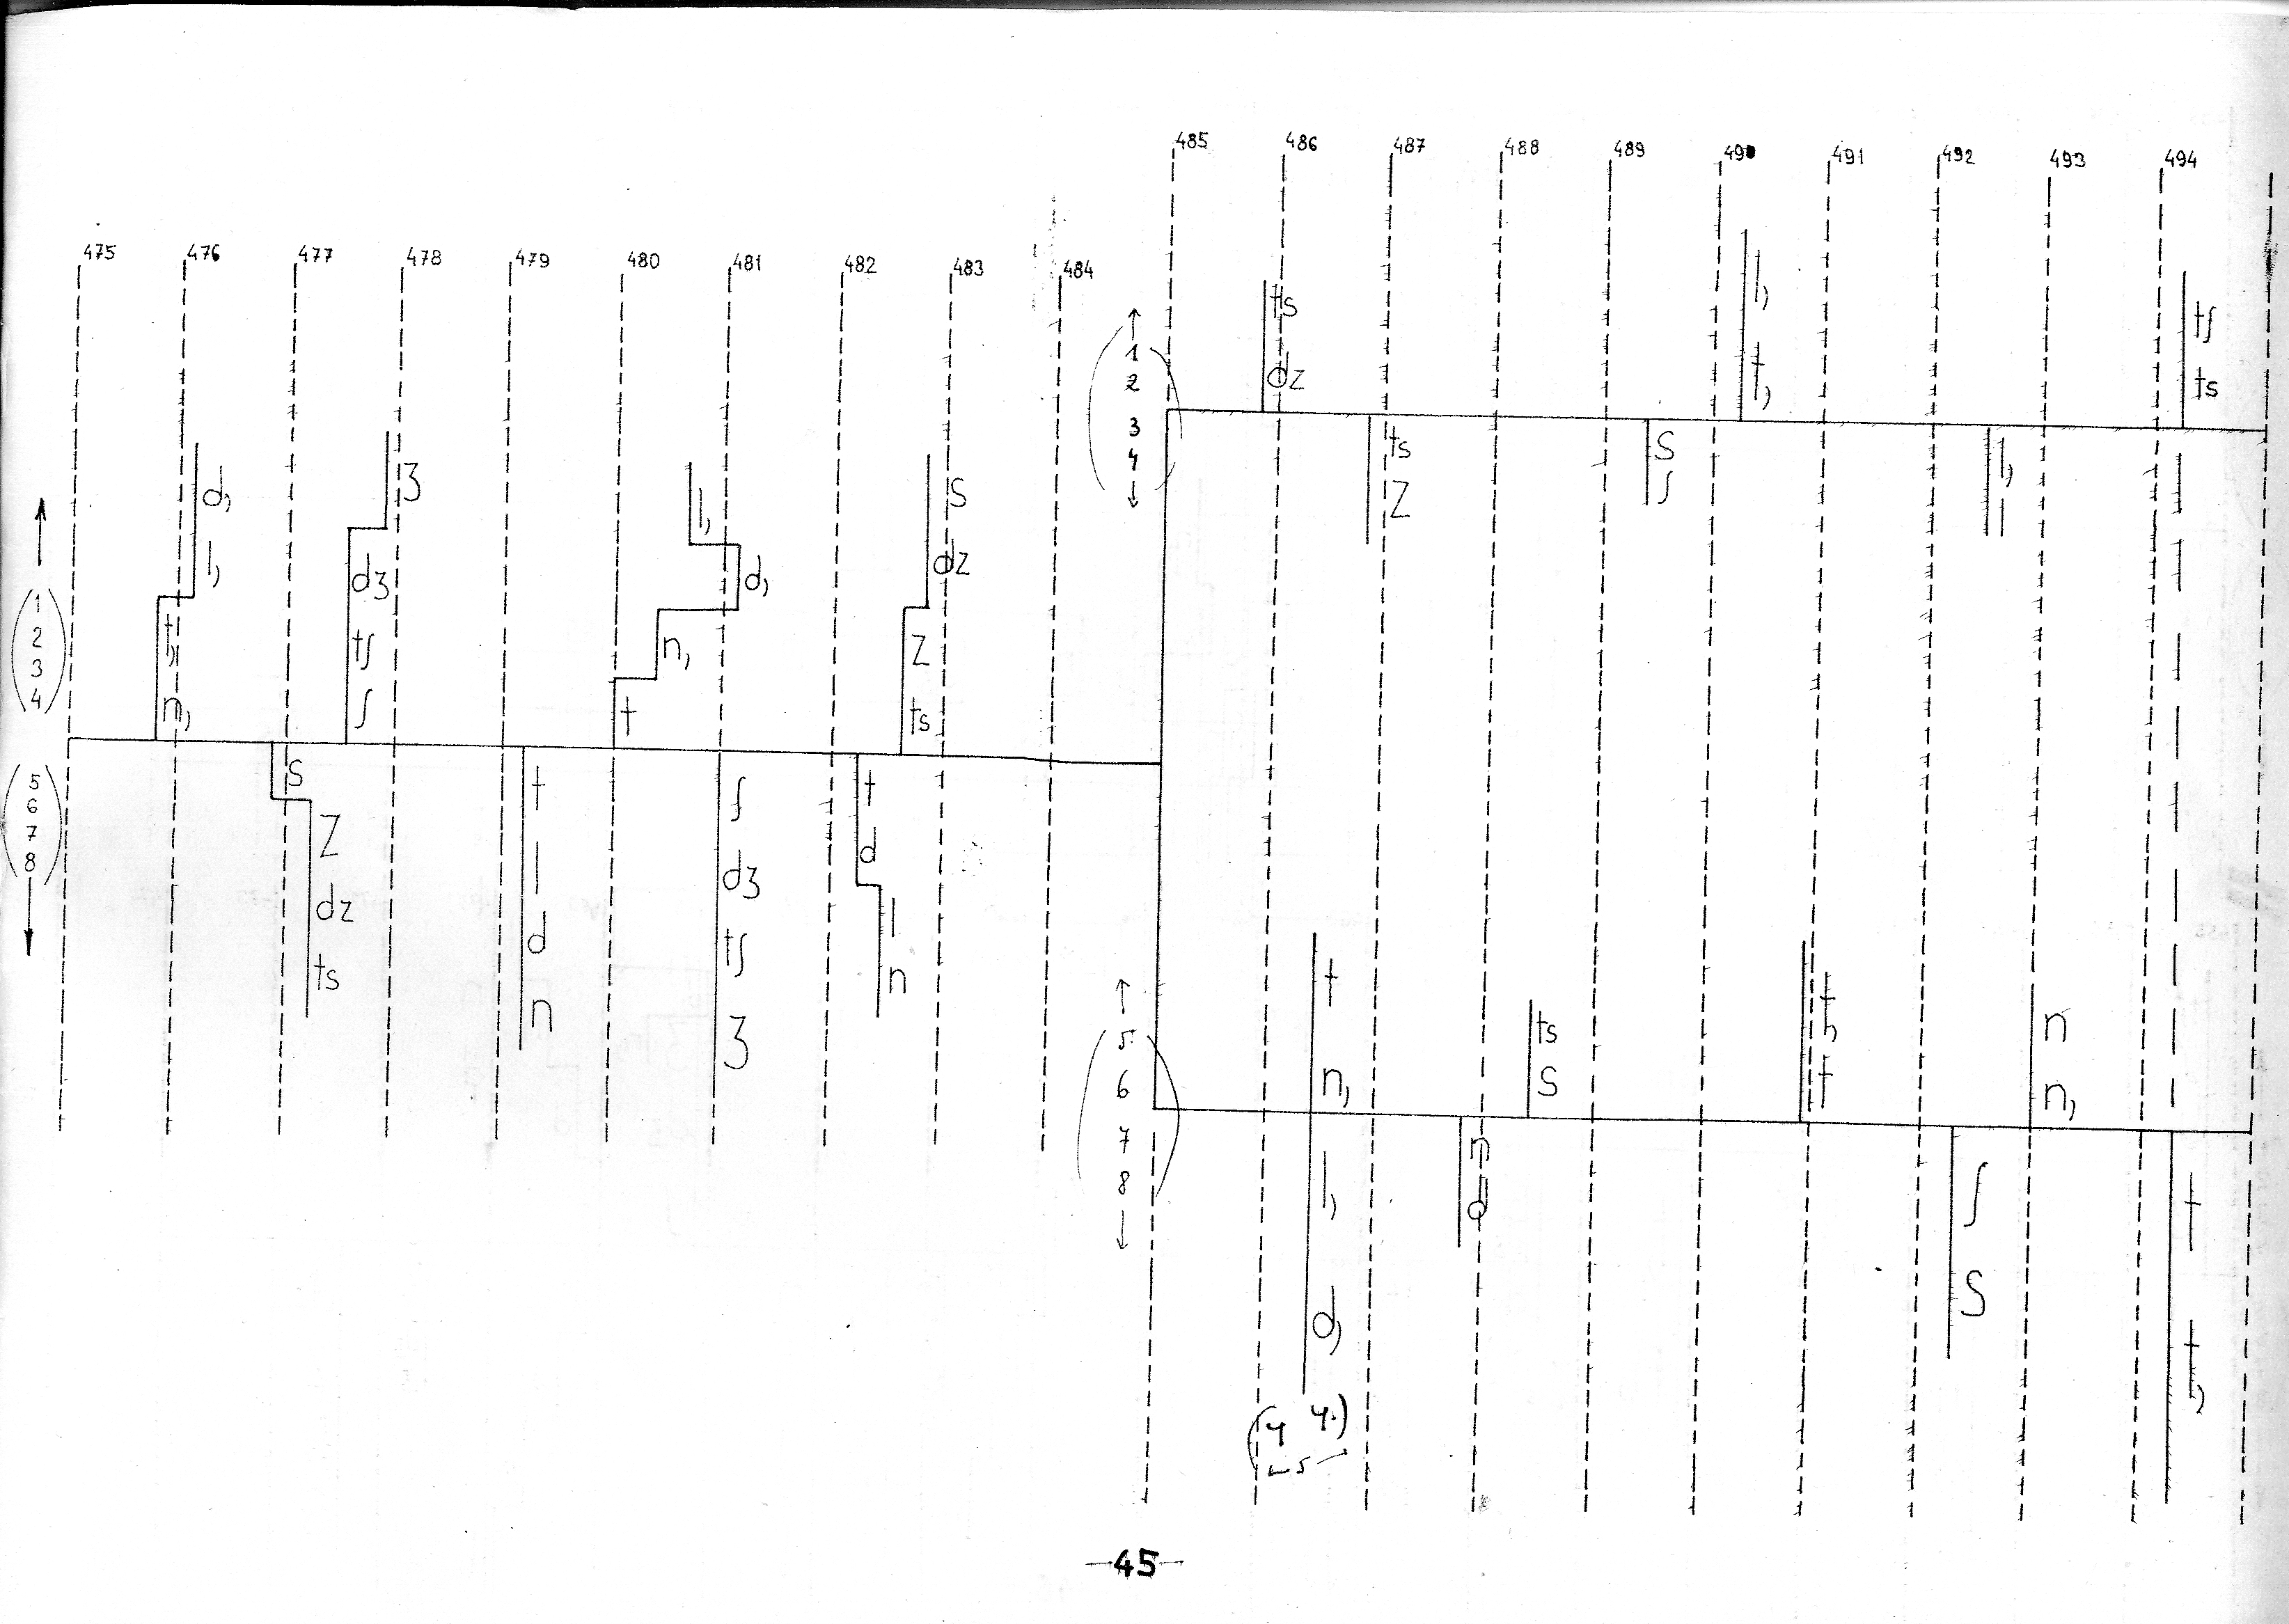 485 486 487 488 489 490 491 492 493 494
475 476 477 478 479 480 481 482 483 484
↑
1
2
3
4
↓
ts
dz
ts
z
s
ʃ
l,
t,
l,
l
tʃ
ts
↑
1
2
3
4
d,
l,
t,
n,
ʒ
dʒ
tʃ
ʃ
l,
d,
n,
t
s
dz
z
ts
5
6
7
8
↓
s
z
dz
ts
t
l
d
n
ʃ
dʒ
tʃ
ʒ
t
d
l
n
↑
5
6
7
8
↓
t
n,
l,
d,
n
d
ts
s
t,
t
ʃ
s
n
n,
t
t,
(4 4.)
5
—45—